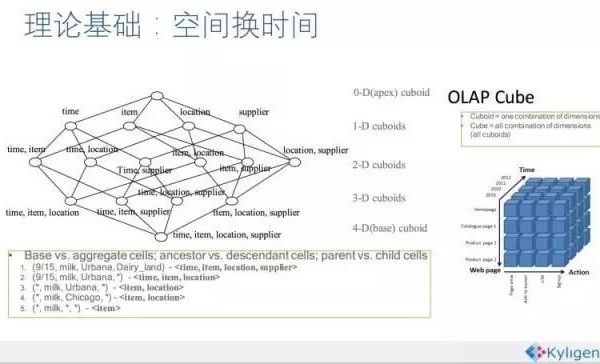 理论基础：空间换时间
0-D(apex) cuboid
time
item
location
supplier
1-D cuboids
time, item
time, location
Time, supplier
item, location
item, supplier
location, supplier
2-D cuboids
time, location, supplier
3-D cuboids
time, item, location
time, item, supplier
item, location, supplier
4-D(base) cuboid
time, item, location, supplier
OLAP Cube
Cuboid = one combination of dimensions
Cube = all combination of dimensions
(all cuboids)
Time
2012
2011
2010
Homepage
Catalogue page 1
Product page 2
Product page 1
Web page
Action
Page view
Add to basket
Base vs. aggregate cells; ancestor vs. descendant cells; parent vs. child cells
1. (9/15, milk, Urbana, Dairy_land) - <time, item, location, supplier>
2. (9/15, milk, Urbana, *) - <time, item, location>
3. (*, milk, Urbana, *) - <item, location>
4. (*, milk, Chicago, *) - <item, location>
5. (*, milk, *, *) - <item>
Kyligen